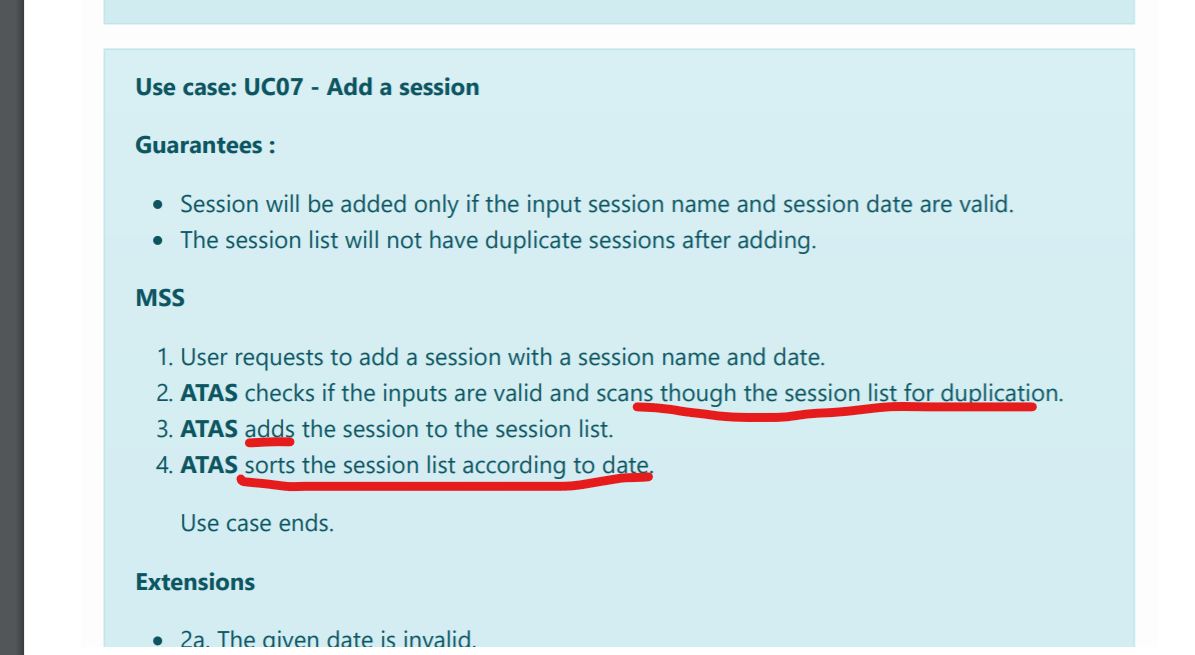 Use case: UC07 - Add a session
Guarantees :
• Session will be added only if the input session name and session date are valid.
• The session list will not have duplicate sessions after adding.
MSS
1. User requests to add a session with a session name and date.
2. ATAS checks if the inputs are valid and scans though the session list for duplication.
3. ATAS adds the session to the session list.
4. ATAS sorts the session list according to date.
Use case ends.
Extensions
• 2a. The given date is invalid.